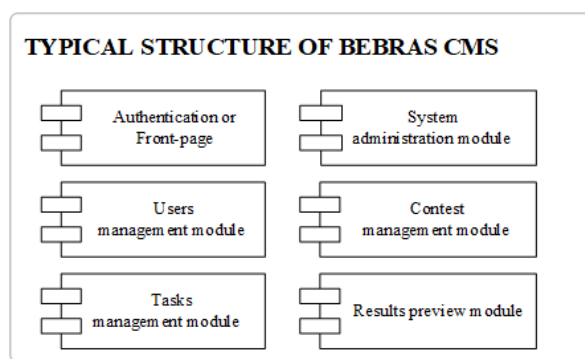 TYPICAL STRUCTURE OF BEBRAS CMS
Authentication or
Front-page
System
administration module
Users
management module
Contest
management module
Tasks
management module
Results preview module